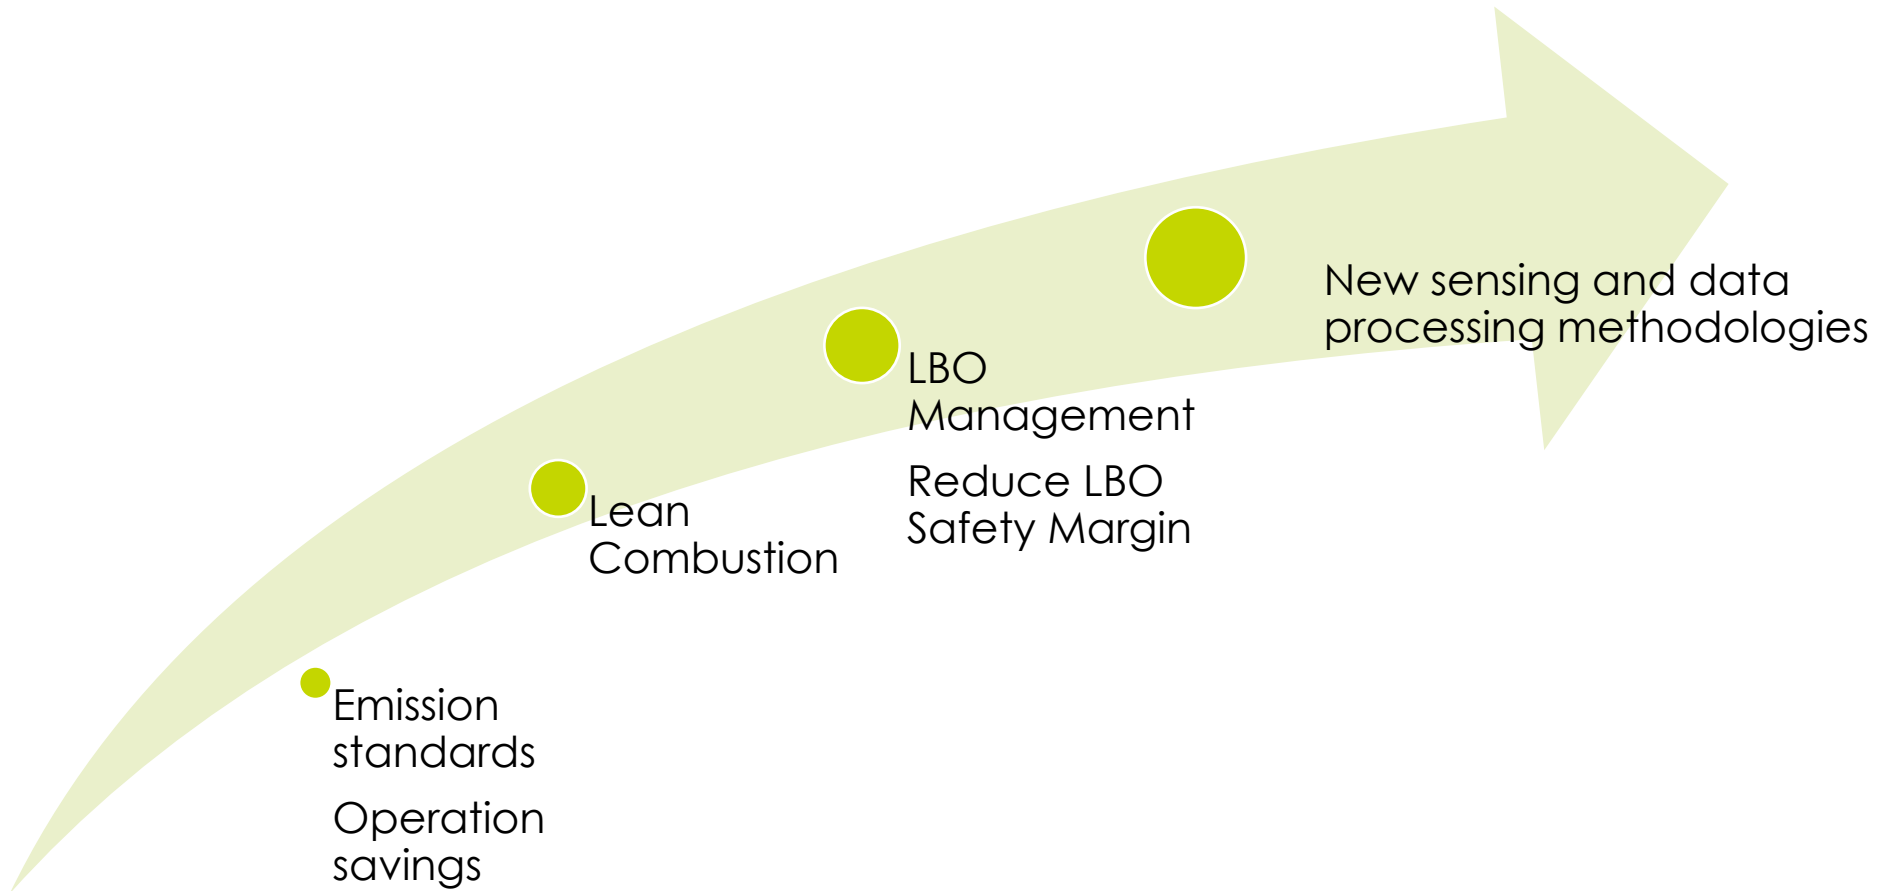 Emission
standards
Operation
savings
Lean
Combustion
LBO
Management
Reduce LBO
Safety Margin
New sensing and data
processing methodologies